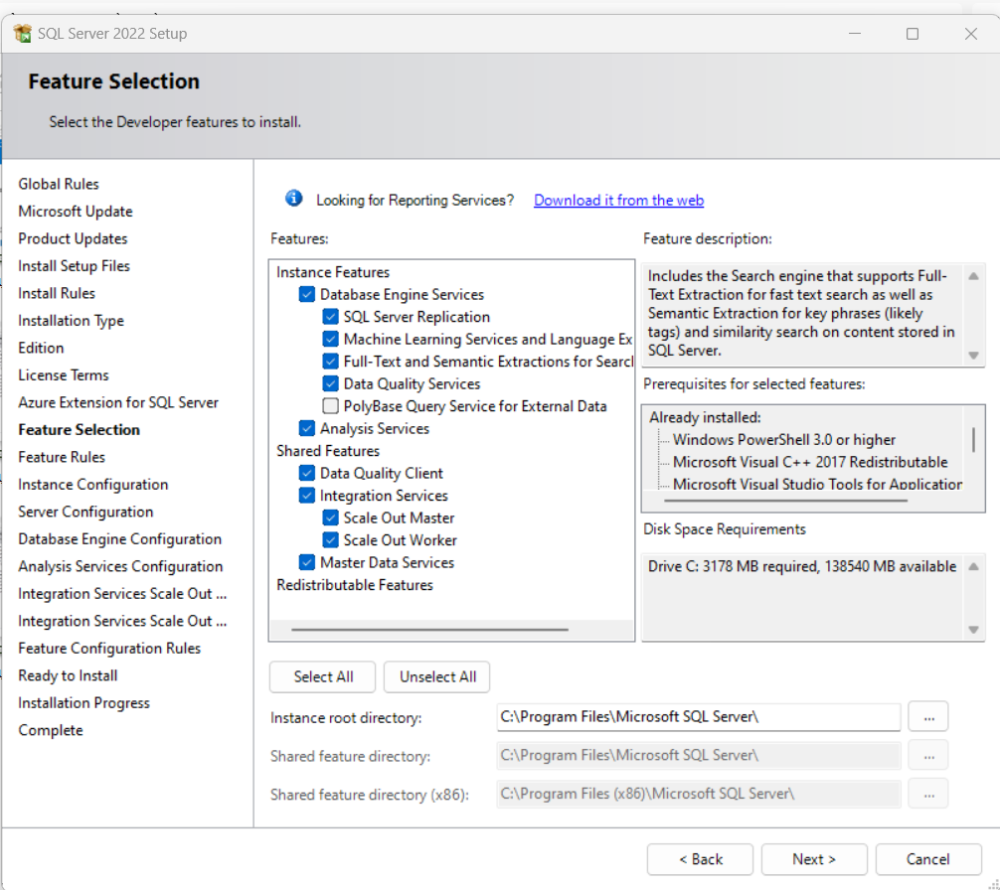 SQL Server 2022 Setup
Feature Selection
Select the Developer features to install.
Global Rules
Microsoft Update
Product Updates
Install Setup Files
Install Rules
Installation Type
Edition
License Terms
Azure Extension for SQL Server
Feature Selection
Feature Rules
Instance Configuration
Server Configuration
Database Engine Configuration
Analysis Services Configuration
Integration Services Scale Out ...
Integration Services Scale Out ...
Feature Configuration Rules
Ready to Install
Installation Progress
Complete
Looking for Reporting Services? Download it from the web
Features:
Instance Features
Database Engine Services
SQL Server Replication
Machine Learning Services and Language Ex
Full-Text and Semantic Extractions for Search
Data Quality Services
PolyBase Query Service for External Data
Analysis Services
Shared Features
Data Quality Client
Integration Services
Scale Out Master
Scale Out Worker
Master Data Services
Redistributable Features
Feature description:
Includes the Search engine that supports Full-
Text Extraction for fast text search as well as
Semantic Extraction for key phrases (likely
tags) and similarity search on content stored in
SQL Server.
Prerequisites for selected features:
Already installed:
Windows PowerShell 3.0 or higher
Microsoft Visual C++ 2017 Redistributable
Microsoft Visual Studio Tools for Application
Disk Space Requirements
Drive C: 3178 MB required, 138540 MB available
Select All
Unselect All
Instance root directory: C:\Program Files\Microsoft SQL Server\ ...
Shared feature directory: C:\Program Files\Microsoft SQL Server\ ...
Shared feature directory (x86): C:\Program Files (x86)\Microsoft SQL Server\ ...
< Back
Next >
Cancel